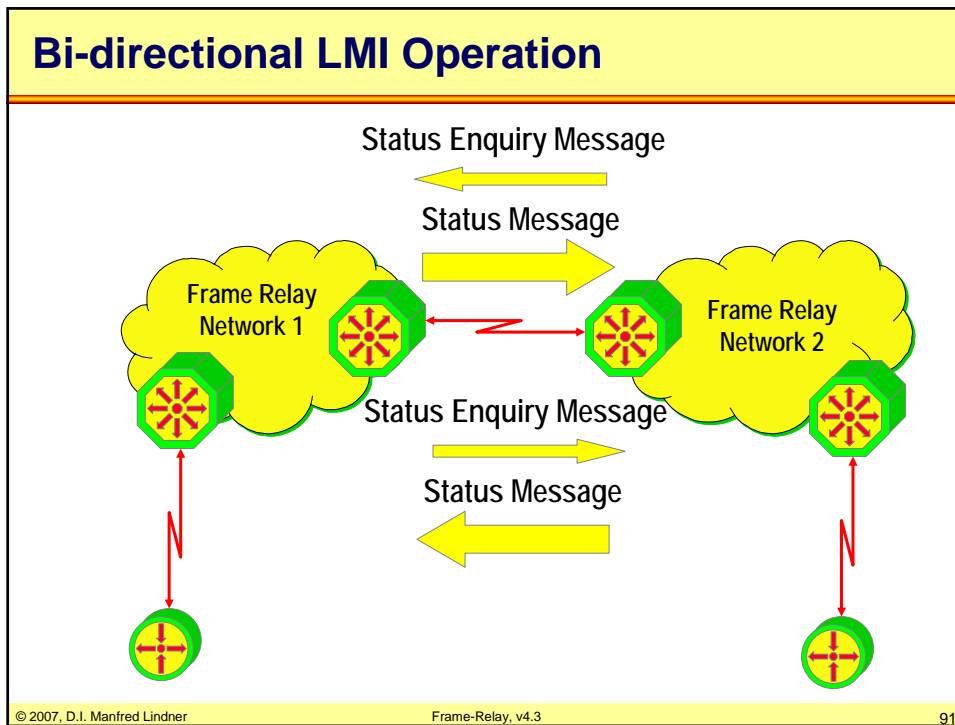 Bi-directional LMI Operation
Status Enquiry Message
Status Message
Frame Relay
Network 1
Frame Relay
Network 2
Status Enquiry Message
Status Message
© 2007, D.I. Manfred Lindner
Frame-Relay, v4.3
91